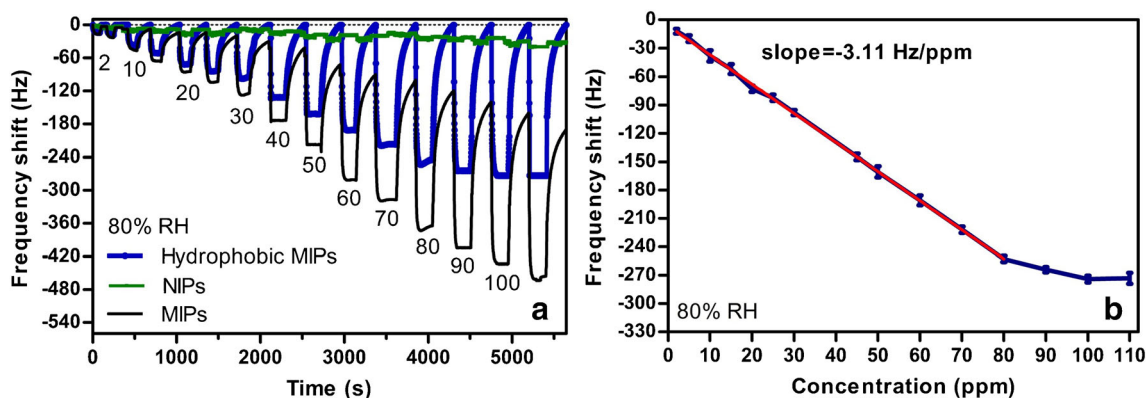 0
-60
-120
-180
-240
-300
-360
-420
-480
-540
Frequency shift (Hz)
2
10
20
30
40
50
60
70
80
90
100
80% RH
Hydrophobic MIPs
NIPs
MIPs
a
0 1000 2000 3000 4000 5000
Time (s)
0
-30
-60
-90
-120
-150
-180
-210
-240
-270
-300
-330
Frequency shift (Hz)
slope=-3.11 Hz/ppm
80% RH
b
0 10 20 30 40 50 60 70 80 90 100 110
Concentration (ppm)